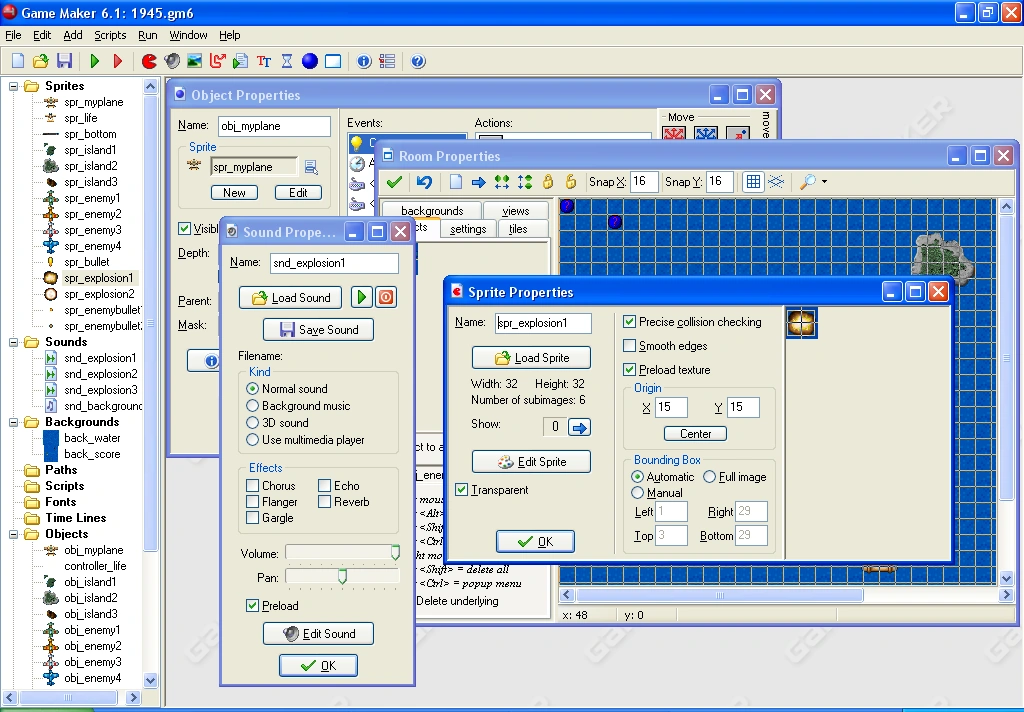 Game Maker 6.1: 1945.gm6
File Edit Add Scripts Run Window Help
Sprites
spr_myplane
spr_life
spr_bottom
spr_island1
spr_island2
spr_island3
spr_enemy1
spr_enemy2
spr_enemy3
spr_enemy4
spr_bullet
spr_explosion1
spr_explosion2
spr_enemybullet
spr_enemybullet
Sounds
snd_explosion1
snd_explosion2
snd_explosion3
snd_background
Backgrounds
back_water
back_score
Paths
Scripts
Fonts
Time Lines
Objects
obj_myplane
controller_life
obj_island1
obj_island2
obj_island3
obj_enemy1
obj_enemy2
obj_enemy3
obj_enemy4
Object Properties
Name: obj_myplane
Sprite
spr_myplane
New Edit
Visibl
Depth:
Parent:
Mask:
Events:
Actions:
Move
move
Room Properties
Snap X: 16 Snap Y: 16
backgrounds views
cts settings tiles
ct to a
j_ene
mous
<Alt>
<Shif
<Ctrl
ht mo
<Shift> = delete all
<Ctrl> = popup menu
Delete underlying
x: 48 y: 0
Sound Prope...
Name: snd_explosion1
Load Sound
Save Sound
Filename:
Kind
Normal sound
Background music
3D sound
Use multimedia player
Effects
Chorus Echo
Flanger Reverb
Gargle
Volume:
Pan:
Preload
Edit Sound
OK
Sprite Properties
Name: spr_explosion1
Load Sprite
Width: 32 Height: 32
Number of subimages: 6
Show: 0
Edit Sprite
Transparent
OK
Precise collision checking
Smooth edges
Preload texture
Origin
X 15 Y 15
Center
Bounding Box
Automatic Full image
Manual
Left 1 Right 29
Top 3 Bottom 29